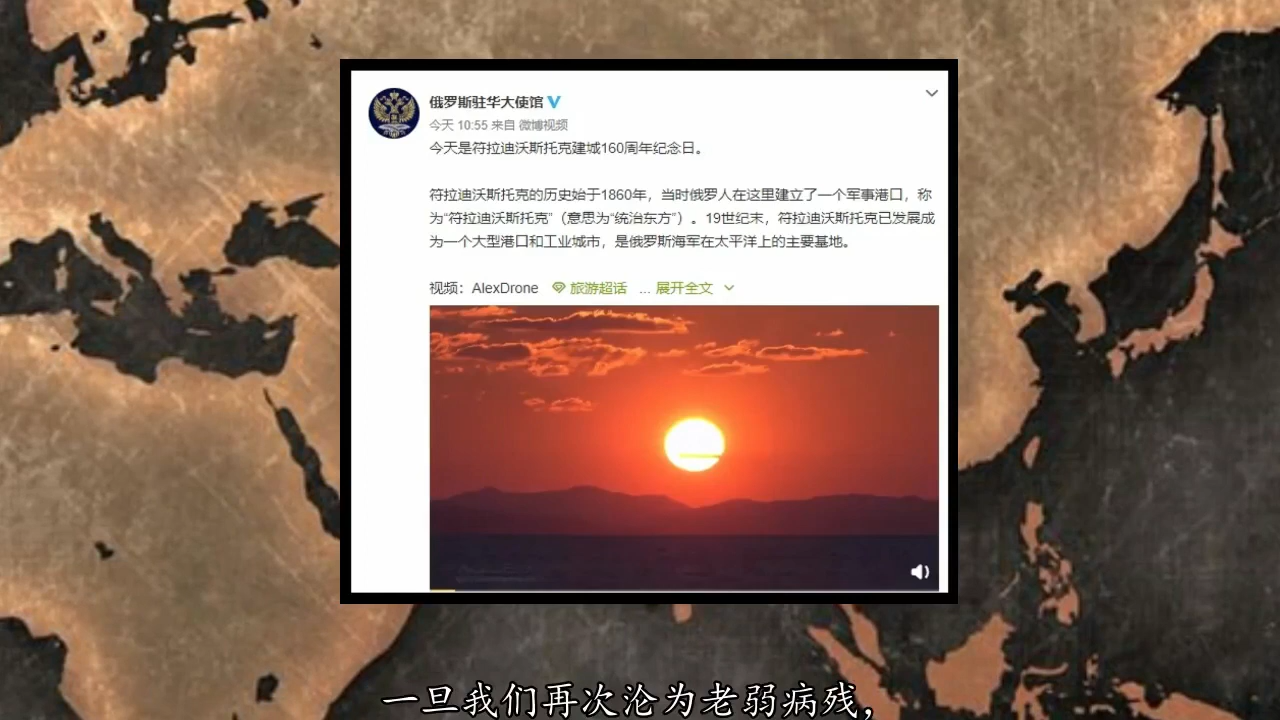 俄罗斯驻华大使馆
今天 10:55 来自 微博视频
今天是符拉迪沃斯托克建城160周年纪念日。
符拉迪沃斯托克的历史始于1860年，当时俄罗人在这里建立了一个军事港口，称
为“符拉迪沃斯托克”（意思为“统治东方”）。19世纪末，符拉迪沃斯托克已发展成
为一个大型港口和工业城市，是俄罗斯海军在太平洋上的主要基地。
视频：AlexDrone 旅游超话 ... 展开全文
一旦我们再次沦为老弱病残，